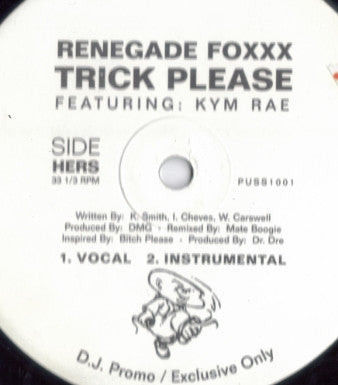 RENEGADE FOXXX
TRICK PLEASE
FEATURING: KYM RAE
SIDE
HERS
33 1/3 RPM
PUSS1001
Written By: K. Smith, I. Cheves, W. Carswell
Produced By: DMG - Remixed By: Mate Boogie
Inspired By: Bitch Please - Produced By: Dr. Dre
1. VOCAL 2. INSTRUMENTAL
D.J. Promo / Exclusive Only